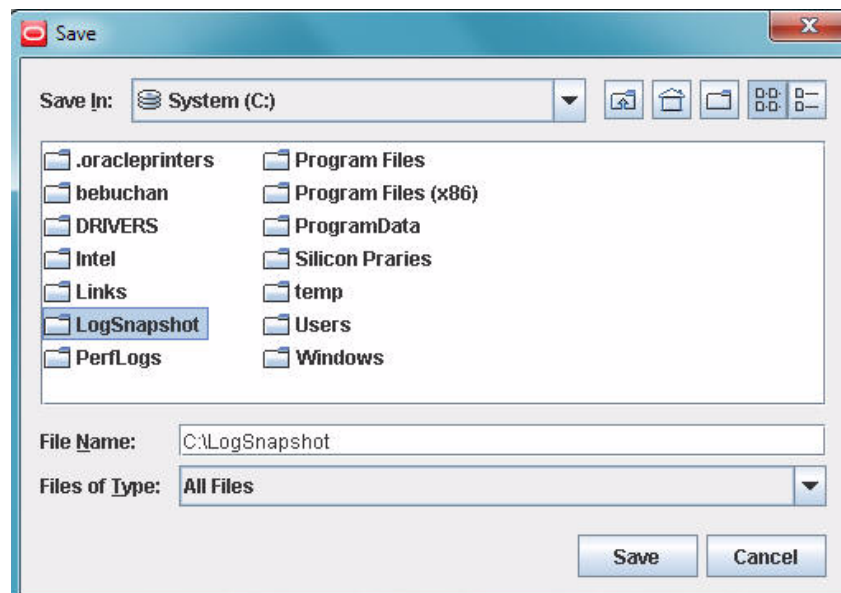 Save
Save In: System (C:)
.oracleprinters
bebuchan
DRIVERS
Intel
Links
LogSnapshot
PerfLogs
Program Files
Program Files (x86)
ProgramData
Silicon Praries
temp
Users
Windows
File Name: C:\LogSnapshot
Files of Type: All Files
Save Cancel